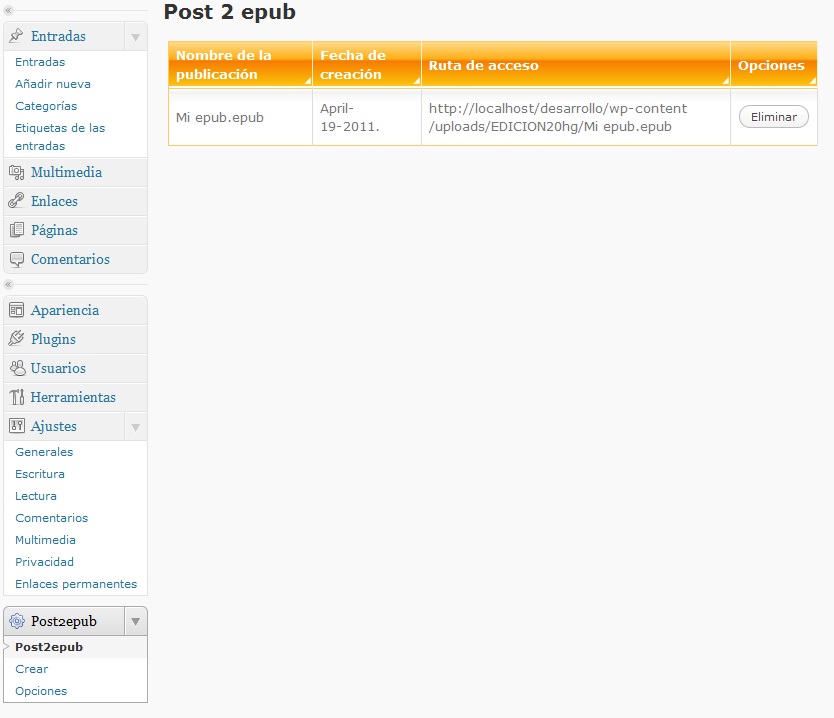 Post 2 epub
Entradas
Entradas
Añadir nueva
Categorías
Etiquetas de las
entradas
Multimedia
Enlaces
Páginas
Comentarios
Apariencia
Plugins
Usuarios
Herramientas
Ajustes
Generales
Escritura
Lectura
Comentarios
Multimedia
Privacidad
Enlaces permanentes
Post2epub
Post2epub
Crear
Opciones
Nombre de la
publicación
Fecha de
creación
Ruta de acceso
Opciones
Mi epub.epub
April-
19-2011.
http://localhost/desarrollo/wp-content
/uploads/EDICION20hg/Mi epub.epub
Eliminar